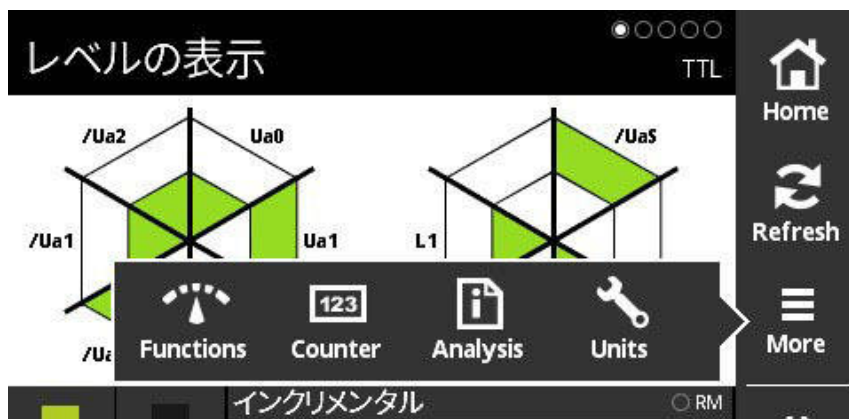 レベルの表示
TTL
Home
/Ua2
Ua0
/UaS
Refresh
/Ua1
Ua1
L1
123
Functions
Counter
Analysis
Units
More
インクリメンタル
RM